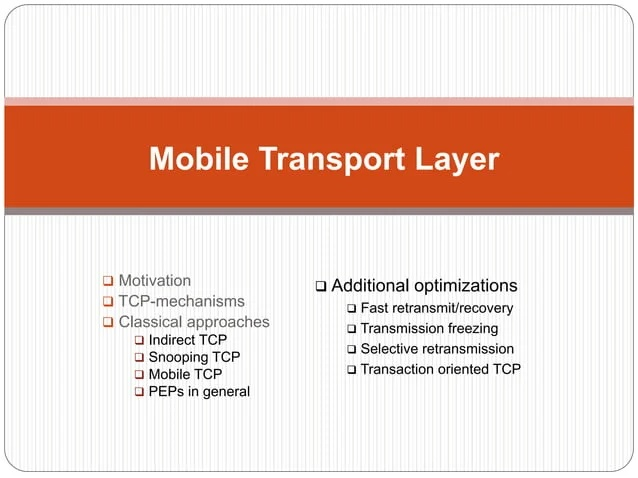 Mobile Transport Layer
Motivation
TCP-mechanisms
Classical approaches
Indirect TCP
Snooping TCP
Mobile TCP
PEPs in general
Additional optimizations
Fast retransmit/recovery
Transmission freezing
Selective retransmission
Transaction oriented TCP